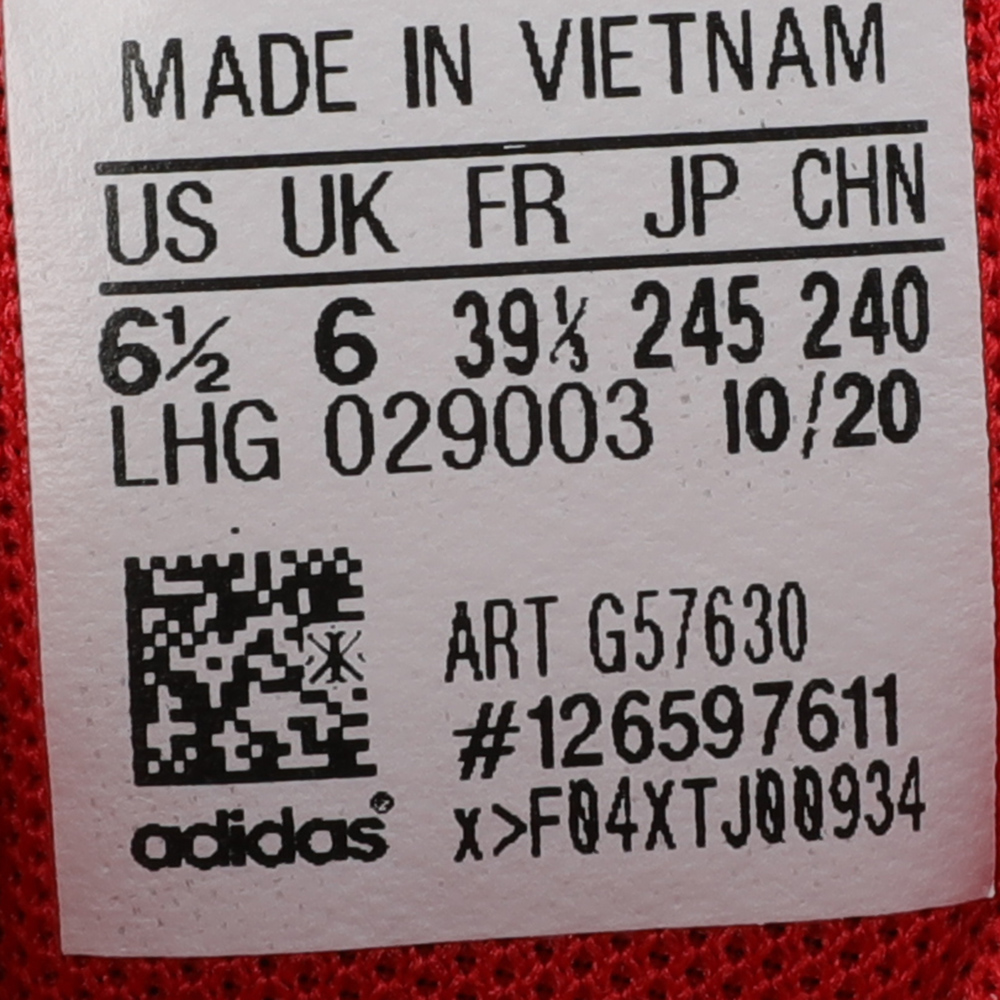 MADE IN VIETNAM
US UK FR JP CHN
6½ 6 39⅓ 245 240
LHG 029003 10/20
ART G57630
#126597611
x>F04XTJ00934
adidas®